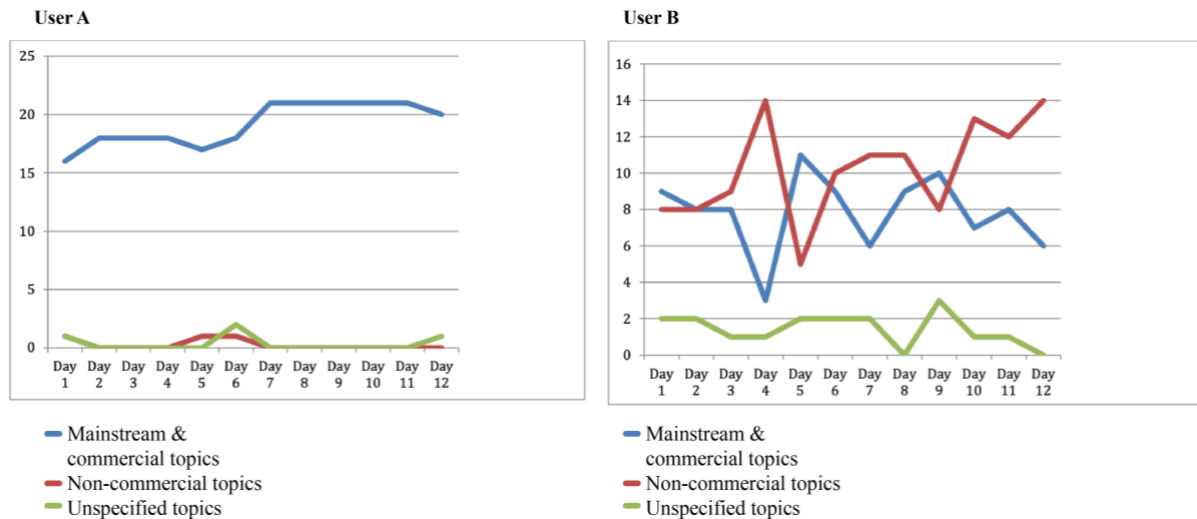 User A
25
20
15
10
5
0
Day Day Day Day Day Day Day Day Day Day Day Day
1 2 3 4 5 6 7 8 9 10 11 12
Mainstream &
commercial topics
Non-commercial topics
Unspecified topics
User B
16
14
12
10
8
6
4
2
0
Day Day Day Day Day Day Day Day Day Day Day Day
1 2 3 4 5 6 7 8 9 10 11 12
Mainstream &
commercial topics
Non-commercial topics
Unspecified topics